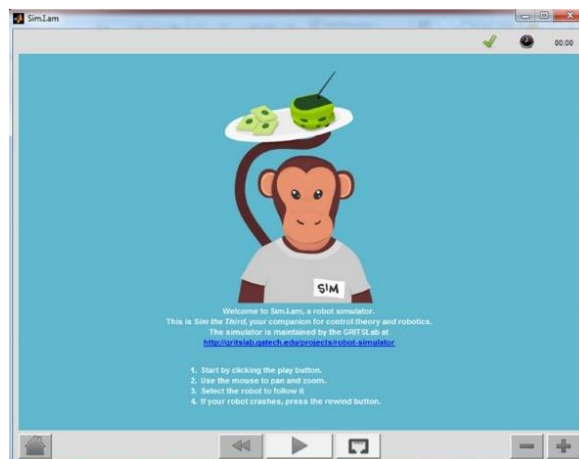 Sim.I.am
00:00
SIM
Welcome to Sim.I.am, a robot simulator.
This is Sim the Third, your companion for control theory and robotics.
The simulator is maintained by the GRITSLab at
http://gritslab.gatech.edu/projects/robot-simulator
1. Start by clicking the play button.
2. Use the mouse to pan and zoom.
3. Select the robot to follow it
4. If your robot crashes, press the rewind button.